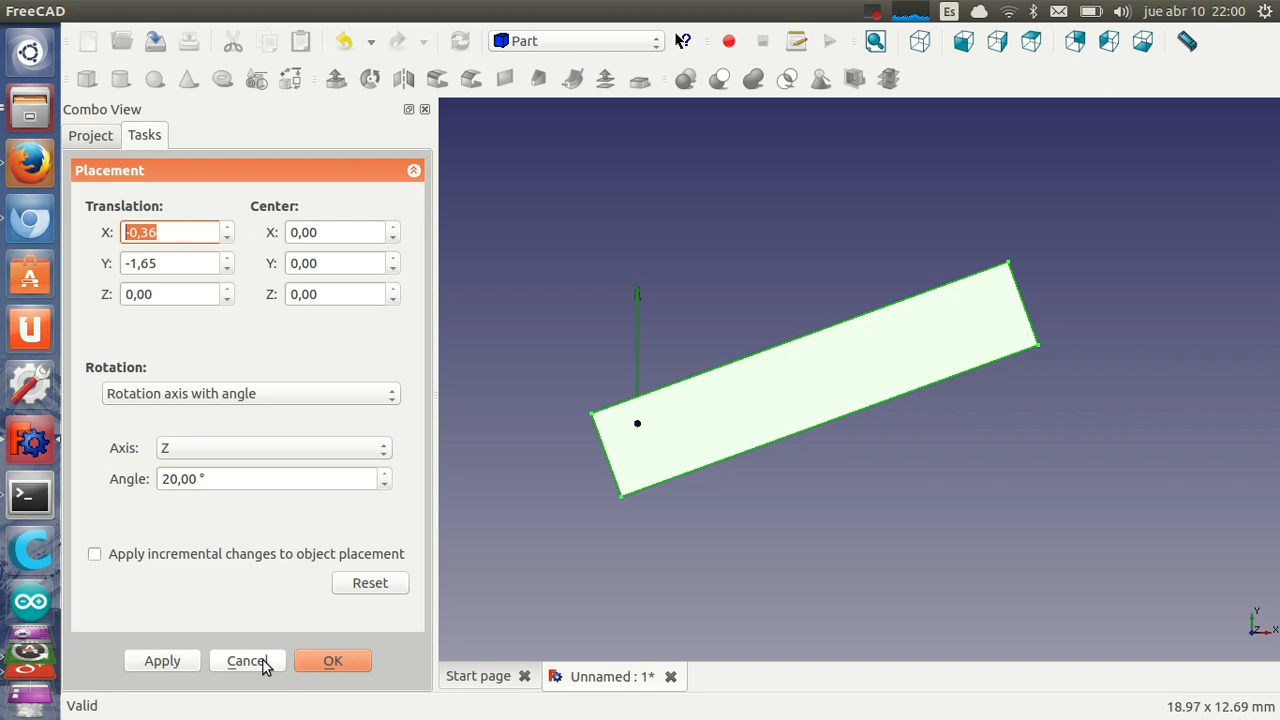 FreeCAD
Es
jue abr 10 22:00
Part
Combo View
Project
Tasks
Placement
Translation:
Center:
X:
-0,36
X:
0,00
Y:
-1,65
Y:
0,00
Z:
0,00
Z:
0,00
Rotation:
Rotation axis with angle
Axis:
Z
Angle:
20,00 °
Apply incremental changes to object placement
Reset
Apply
Cancel
OK
Y
Z
X
Start page
Unnamed : 1*
Valid
18.97 x 12.69 mm